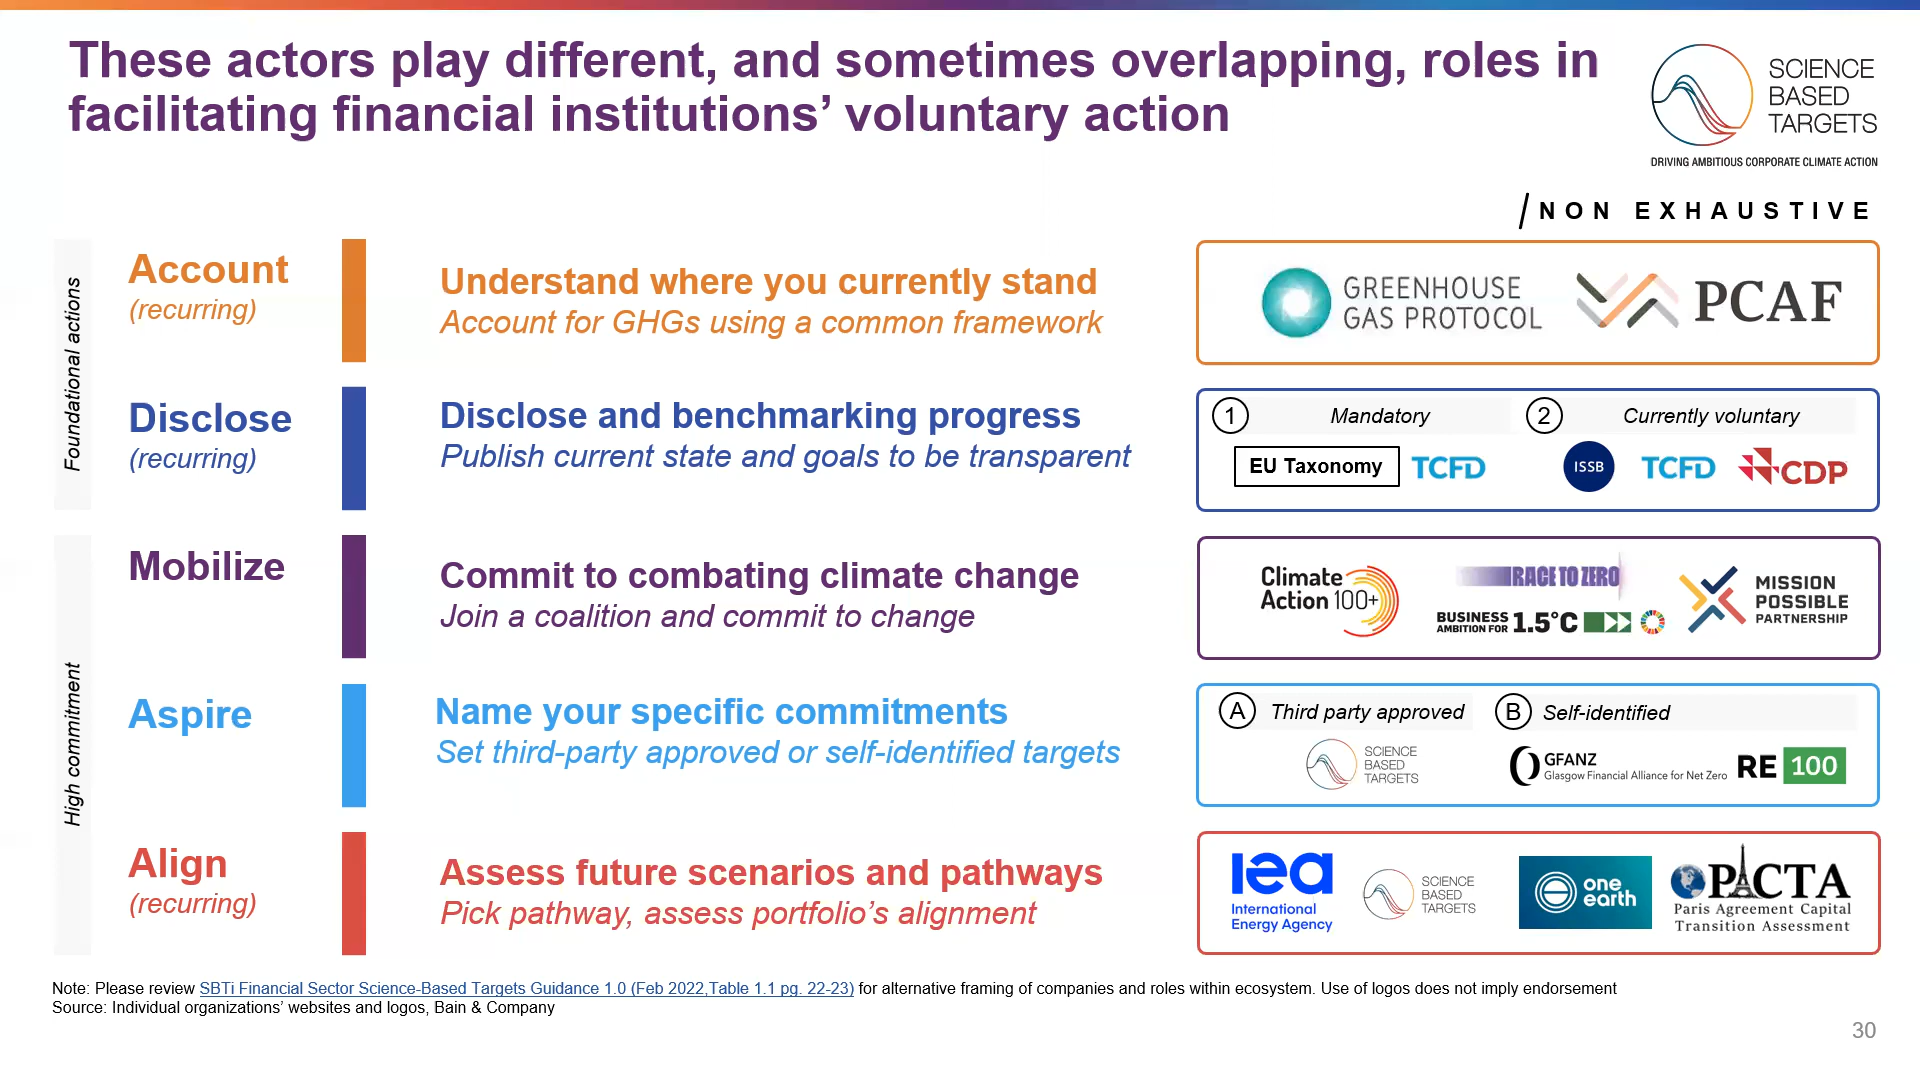 These actors play different, and sometimes overlapping, roles in
facilitating financial institutions’ voluntary action
SCIENCE
BASED
TARGETS
DRIVING AMBITIOUS CORPORATE CLIMATE ACTION
NON EXHAUSTIVE
Foundational actions
Account
(recurring)
Understand where you currently stand
Account for GHGs using a common framework
GREENHOUSE
GAS PROTOCOL
PCAF
Disclose
(recurring)
Disclose and benchmarking progress
Publish current state and goals to be transparent
1 Mandatory
2 Currently voluntary
EU Taxonomy
TCFD
ISSB
TCFD
CDP
High commitment
Mobilize
Commit to combating climate change
Join a coalition and commit to change
Climate
Action 100+
RACE TO ZERO
BUSINESS
AMBITION FOR 1.5°C
MISSION
POSSIBLE
PARTNERSHIP
Aspire
Name your specific commitments
Set third-party approved or self-identified targets
A Third party approved
B Self-identified
SCIENCE
BASED
TARGETS
GFANZ
Glasgow Financial Alliance for Net Zero
RE 100
Align
(recurring)
Assess future scenarios and pathways
Pick pathway, assess portfolio’s alignment
iea
International
Energy Agency
SCIENCE
BASED
TARGETS
one
earth
PACTA
Paris Agreement Capital
Transition Assessment
Note: Please review SBTi Financial Sector Science-Based Targets Guidance 1.0 (Feb 2022,Table 1.1 pg. 22-23) for alternative framing of companies and roles within ecosystem. Use of logos does not imply endorsement
Source: Individual organizations’ websites and logos, Bain & Company
30